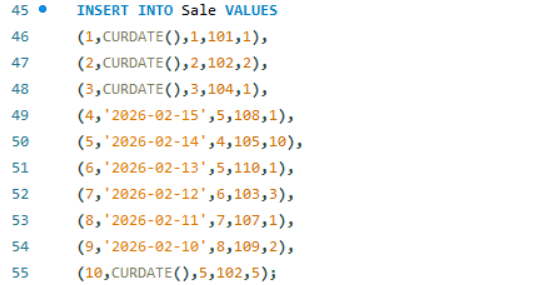 45 INSERT INTO Sale VALUES
46 (1,CURDATE(),1,101,1),
47 (2,CURDATE(),2,102,2),
48 (3,CURDATE(),3,104,1),
49 (4,'2026-02-15',5,108,1),
50 (5,'2026-02-14',4,105,10),
51 (6,'2026-02-13',5,110,1),
52 (7,'2026-02-12',6,103,3),
53 (8,'2026-02-11',7,107,1),
54 (9,'2026-02-10',8,109,2),
55 (10,CURDATE(),5,102,5);